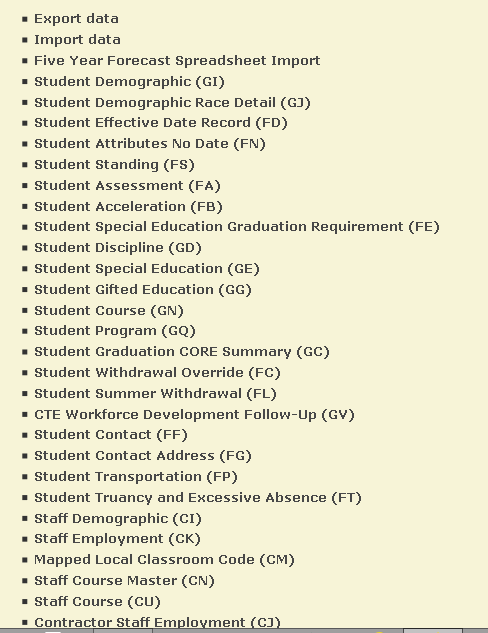 Export data
Import data
Five Year Forecast Spreadsheet Import
Student Demographic (GI)
Student Demographic Race Detail (GJ)
Student Effective Date Record (FD)
Student Attributes No Date (FN)
Student Standing (FS)
Student Assessment (FA)
Student Acceleration (FB)
Student Special Education Graduation Requirement (FE)
Student Discipline (GD)
Student Special Education (GE)
Student Gifted Education (GG)
Student Course (GN)
Student Program (GQ)
Student Graduation CORE Summary (GC)
Student Withdrawal Override (FC)
Student Summer Withdrawal (FL)
CTE Workforce Development Follow-Up (GV)
Student Contact (FF)
Student Contact Address (FG)
Student Transportation (FP)
Student Truancy and Excessive Absence (FT)
Staff Demographic (CI)
Staff Employment (CK)
Mapped Local Classroom Code (CM)
Staff Course Master (CN)
Staff Course (CU)
Contractor Staff Employment (CJ)